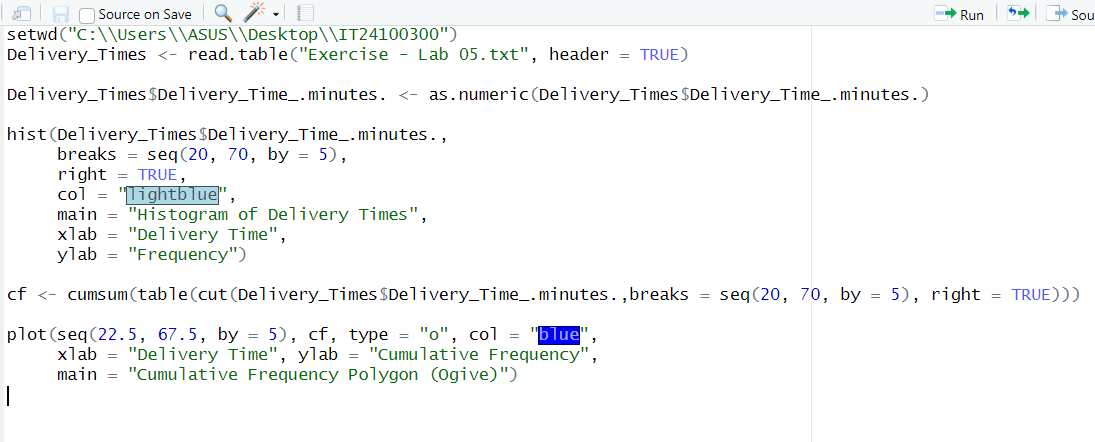 Source on Save
Run
Sou
setwd("C:\\Users\\ASUS\\Desktop\\IT24100300")
Delivery_Times <- read.table("Exercise - Lab 05.txt", header = TRUE)
Delivery_Times$Delivery_Time_.minutes. <- as.numeric(Delivery_Times$Delivery_Time_.minutes.)
hist(Delivery_Times$Delivery_Time_.minutes.,
breaks = seq(20, 70, by = 5),
right = TRUE,
col = "lightblue",
main = "Histogram of Delivery Times",
xlab = "Delivery Time",
ylab = "Frequency")
cf <- cumsum(table(cut(Delivery_Times$Delivery_Time_.minutes.,breaks = seq(20, 70, by = 5), right = TRUE)))
plot(seq(22.5, 67.5, by = 5), cf, type = "o", col = "blue",
xlab = "Delivery Time", ylab = "Cumulative Frequency",
main = "Cumulative Frequency Polygon (Ogive)")